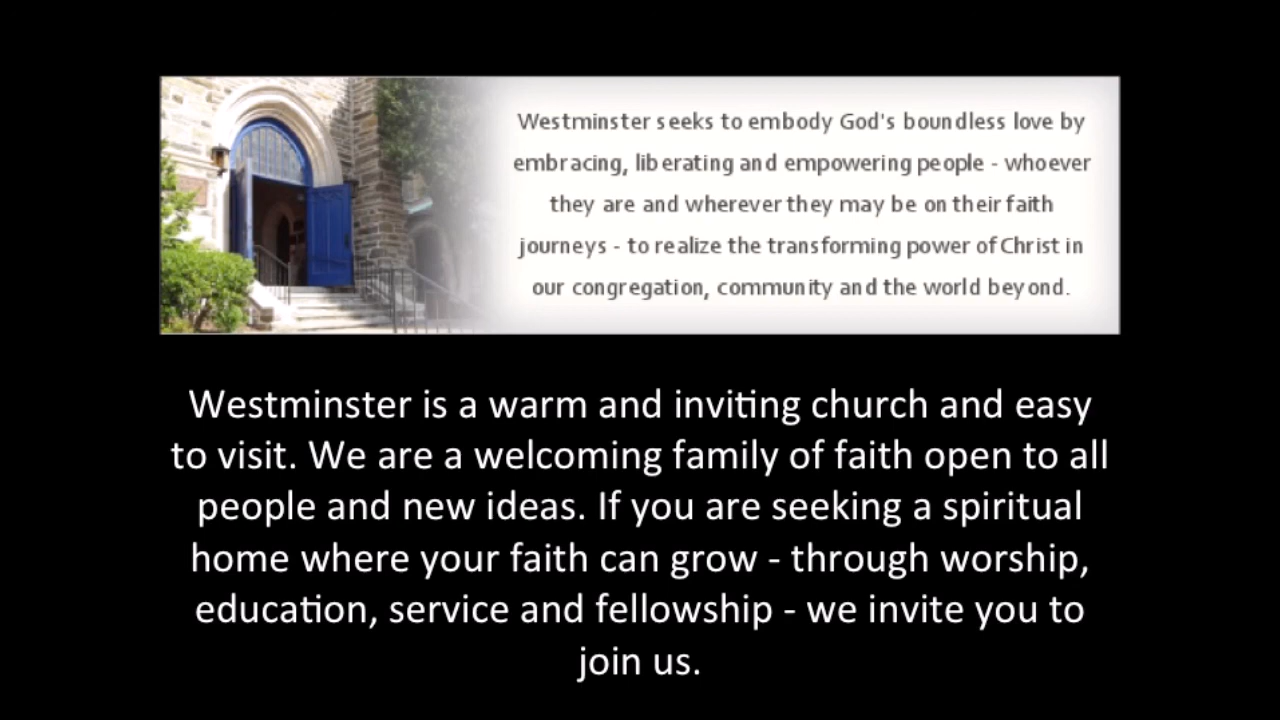 Westminster seeks to embody God's boundless love by
embracing, liberating and empowering people - whoever
they are and wherever they may be on their faith
journeys - to realize the transforming power of Christ in
our congregation, community and the world beyond.
Westminster is a warm and inviting church and easy
to visit. We are a welcoming family of faith open to all
people and new ideas. If you are seeking a spiritual
home where your faith can grow - through worship,
education, service and fellowship - we invite you to
join us.